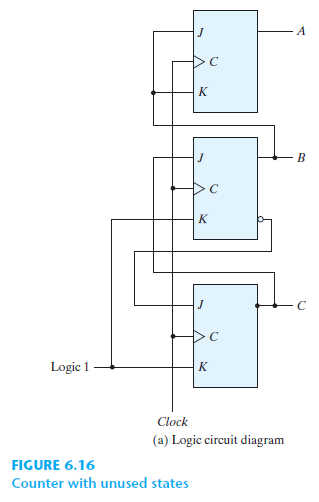 J
A
C
K
J
B
C
K
J
C
C
Logic 1
K
Clock
(a) Logic circuit diagram
FIGURE 6.16
Counter with unused states